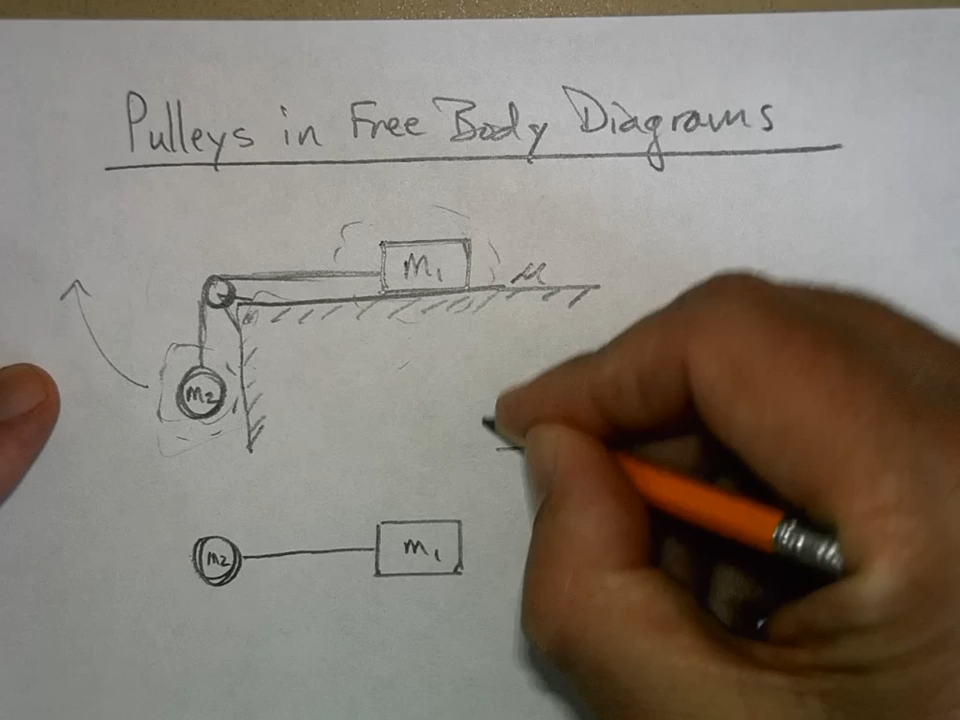 Pulleys in Free Body Diagrams
m₁
μ
m₂
m₂
m₁